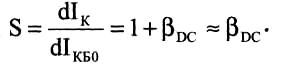 S = dI_К / dI_КБ0 = 1 + β_DC ≈ β_DC.